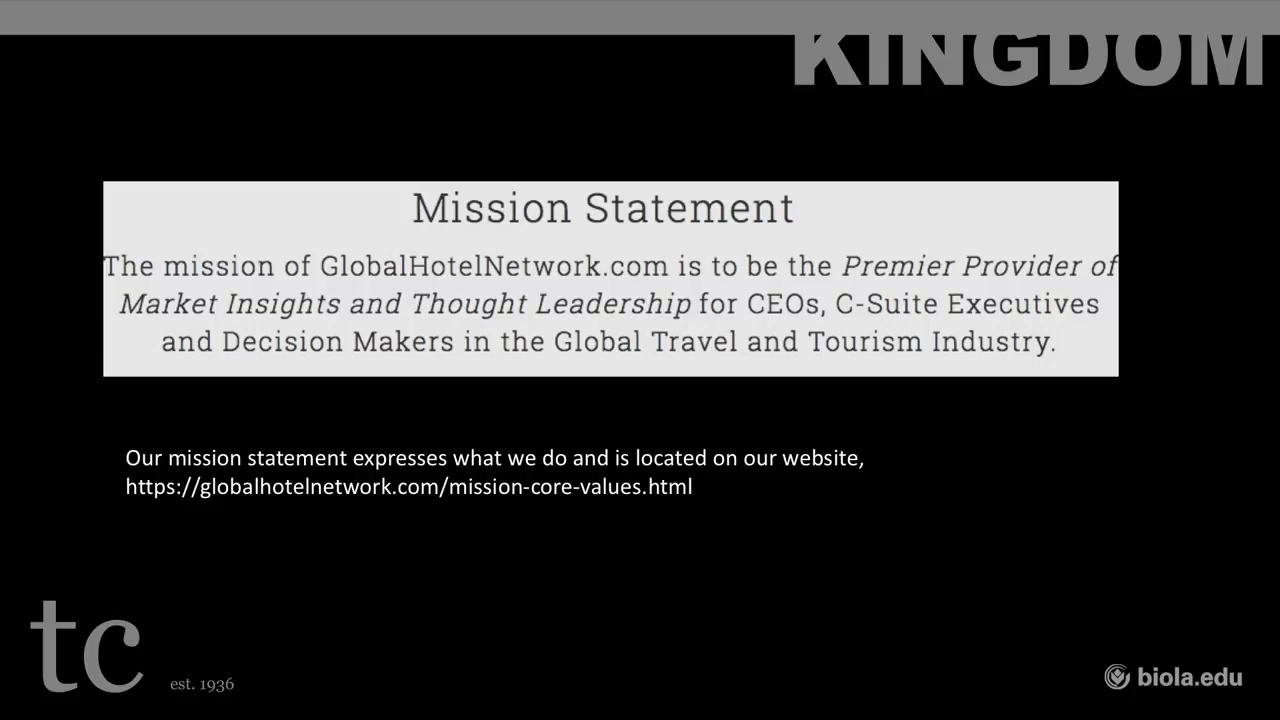 KINGDOM
Mission Statement
The mission of GlobalHotelNetwork.com is to be the Premier Provider of
Market Insights and Thought Leadership for CEOs, C-Suite Executives
and Decision Makers in the Global Travel and Tourism Industry.
Our mission statement expresses what we do and is located on our website,
https://globalhotelnetwork.com/mission-core-values.html
tc
est. 1936
biola.edu